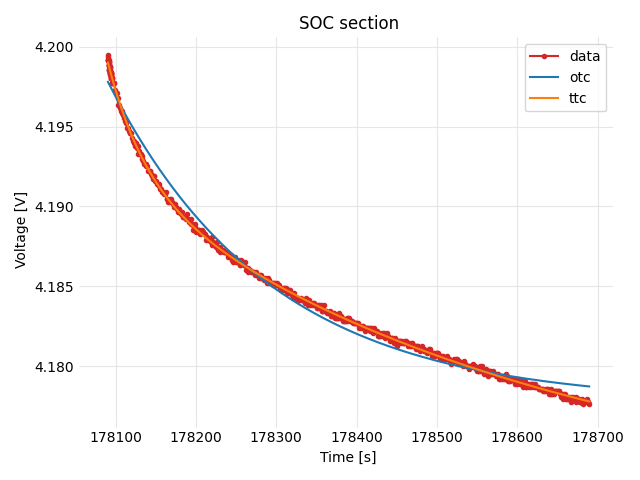 SOC section
4.200
4.195
4.190
4.185
4.180
Voltage [V]
data
otc
ttc
178100 178200 178300 178400 178500 178600 178700
Time [s]